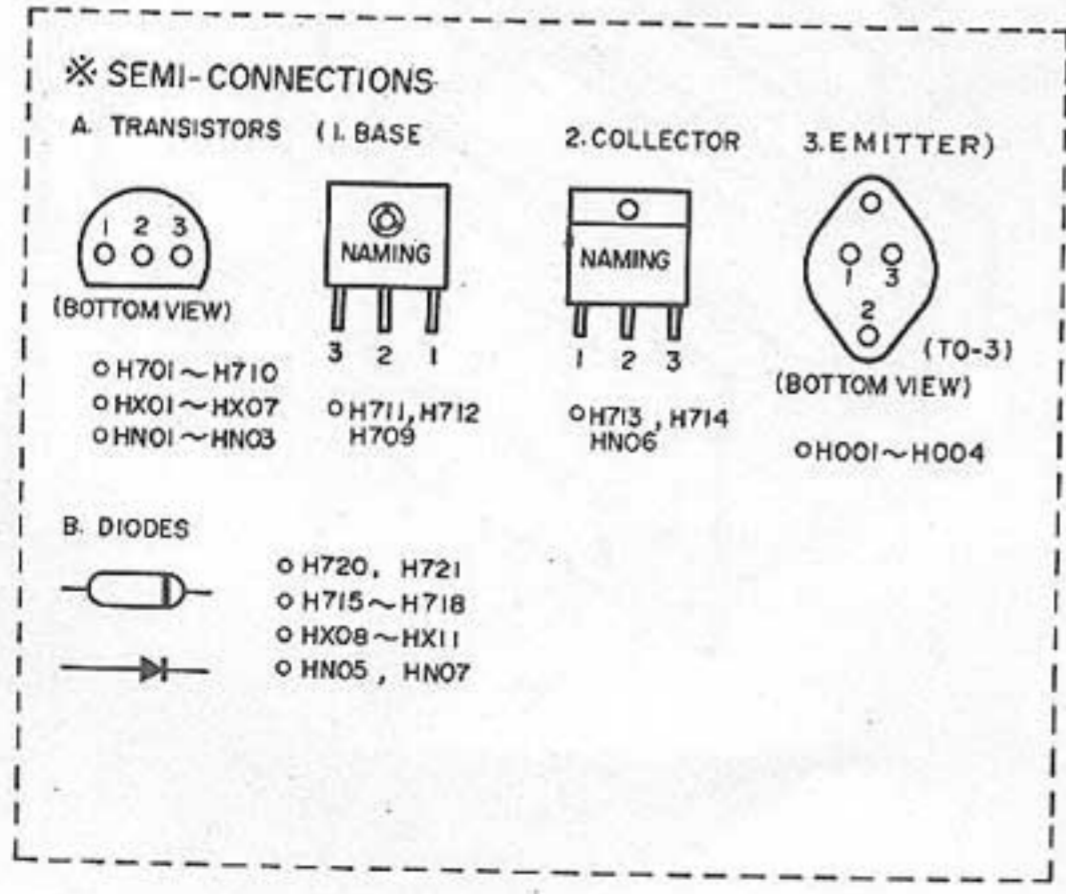 ※ SEMI-CONNECTIONS
A. TRANSISTORS (1. BASE 2.COLLECTOR 3.EMITTER)
1 2 3
(BOTTOM VIEW)
○ H701~H710
○ HX01~HX07
○ HN01~HN03
NAMING
3 2 1
○ H711, H712
H709
NAMING
1 2 3
○ H713, H714
HN06
1 3
2
(TO-3)
(BOTTOM VIEW)
○ H001~H004
B. DIODES
○ H720, H721
○ H715~H718
○ HX08~HX11
○ HN05, HN07